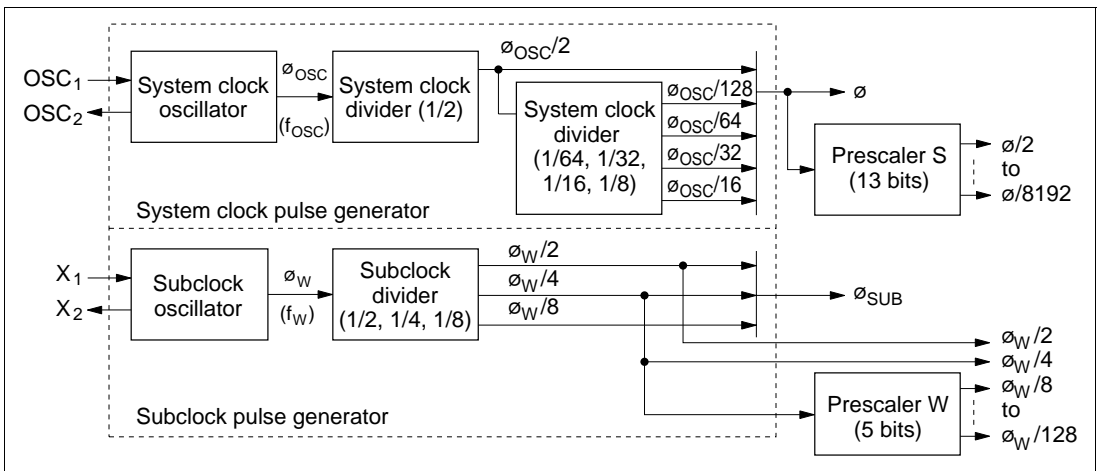 OSC1
OSC2
System clock
oscillator
øOSC
(fOSC)
System clock
divider (1/2)
øOSC/2
System clock
divider
(1/64, 1/32,
1/16, 1/8)
øOSC/128
øOSC/64
øOSC/32
øOSC/16
ø
Prescaler S
(13 bits)
ø/2
to
ø/8192
System clock pulse generator
X1
X2
Subclock
oscillator
øW
(fW)
Subclock
divider
(1/2, 1/4, 1/8)
øW/2
øW/4
øW/8
øSUB
øW/2
øW/4
Prescaler W
(5 bits)
øW/8
to
øW/128
Subclock pulse generator